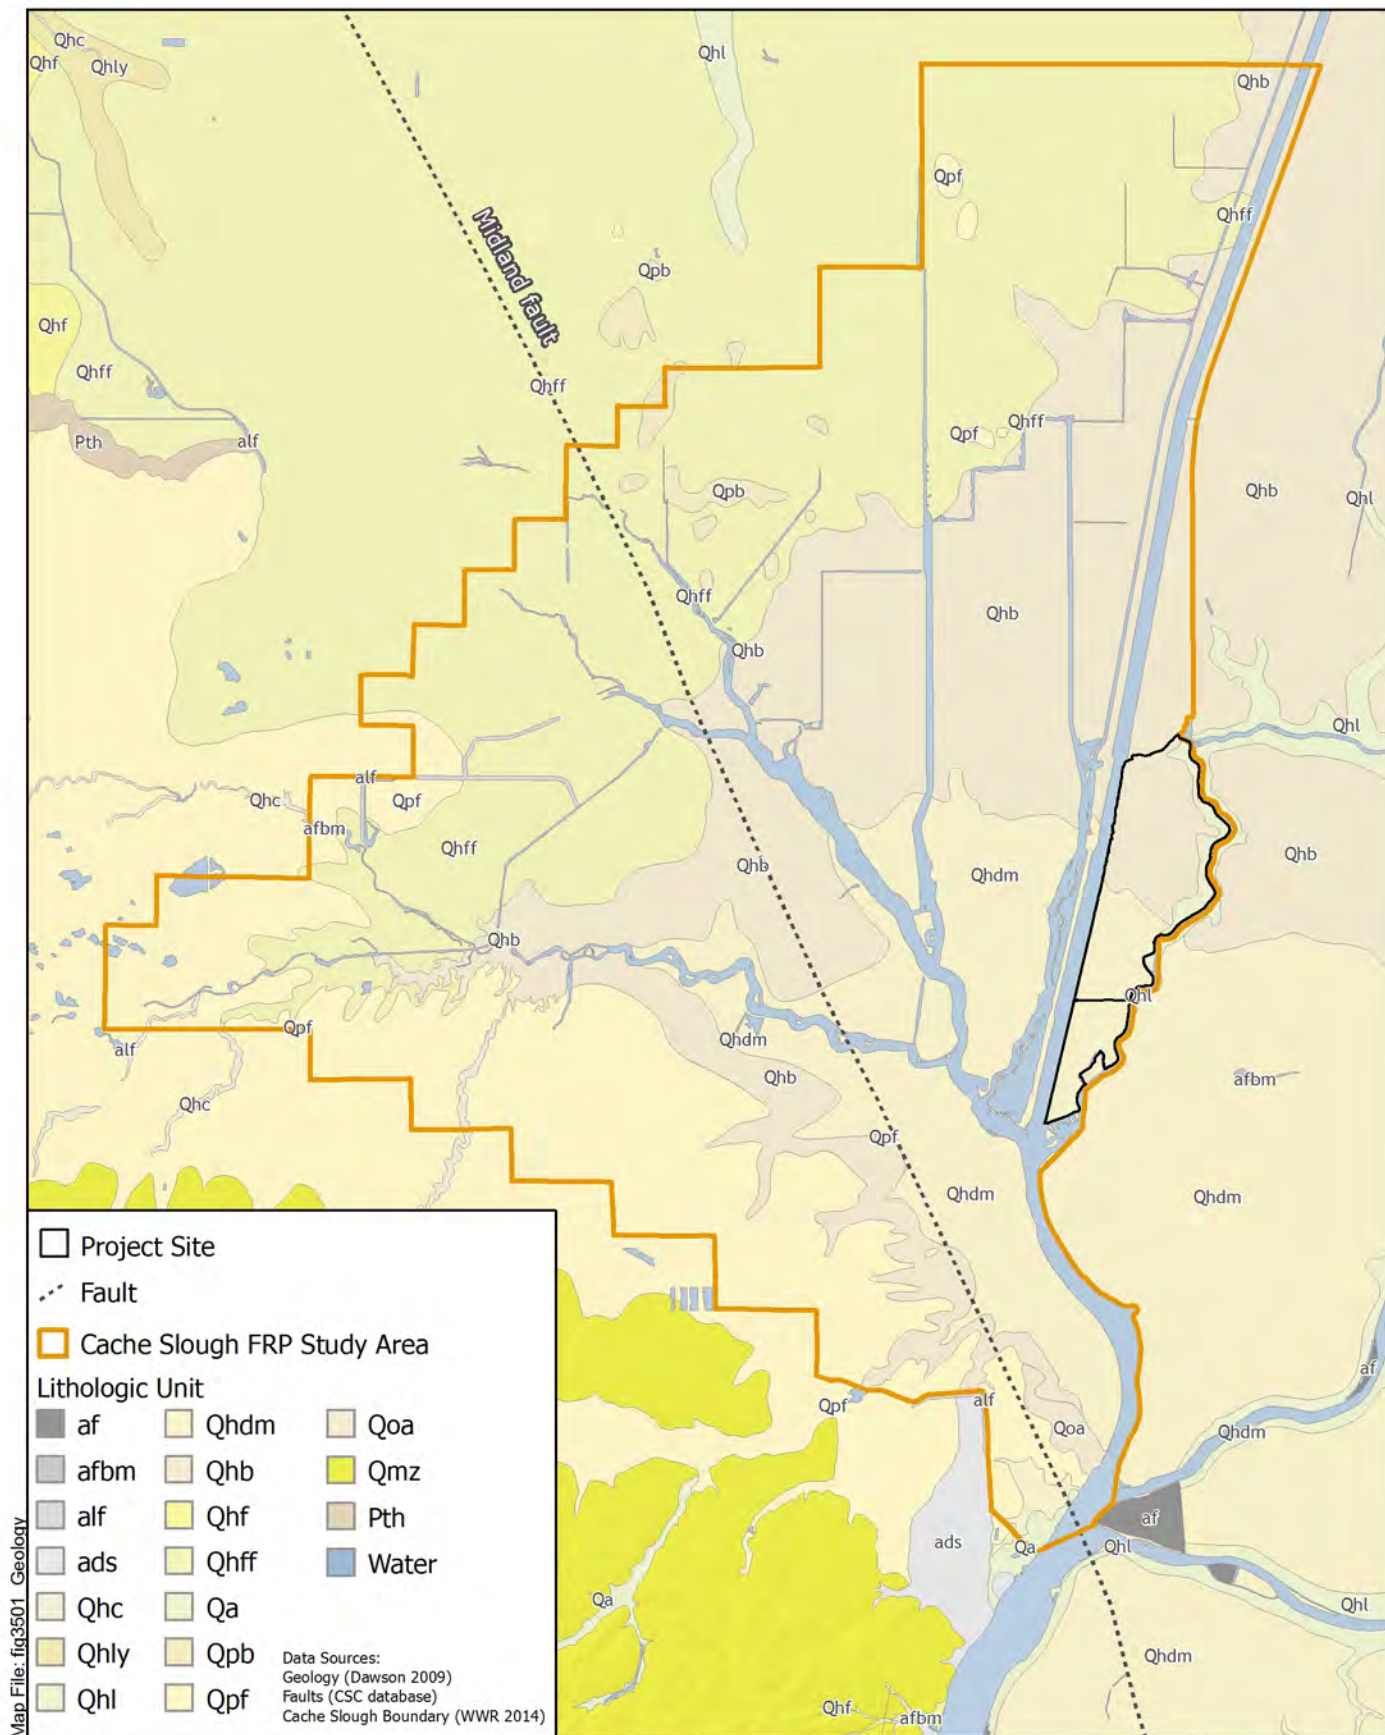 Qhc
Qhf
Qhly
Qhl
Qhb
Qpf
Qhff
Midland fault
Qpb
Qhf
Qhff
Qhff
Pth
alf
Qpf
Qhff
Qpb
Qhb
Qhl
Qhff
Qhb
Qhb
Qhl
alf
Qhc
Qpf
afbm
Qhff
Qhb
Qhdm
Qhb
Qhb
Qhl
Qpf
alf
Qhdm
Qhb
afbm
Qhc
Qpf
Qhdm
Qhdm
Project Site
Fault
Cache Slough FRP Study Area
Lithologic Unit
af
afbm
alf
ads
Qhc
Qhly
Qhl
Qhdm
Qhb
Qhf
Qhff
Qa
Qpb
Qpf
Qoa
Qmz
Pth
Water
Data Sources:
Geology (Dawson 2009)
Faults (CSC database)
Cache Slough Boundary (WWR 2014)
af
Qpf
alf
Qoa
Qhdm
af
ads
Qa
Qhl
Qa
Qhl
Qhdm
Qhf
afbm
Map File: fig3501_Geology